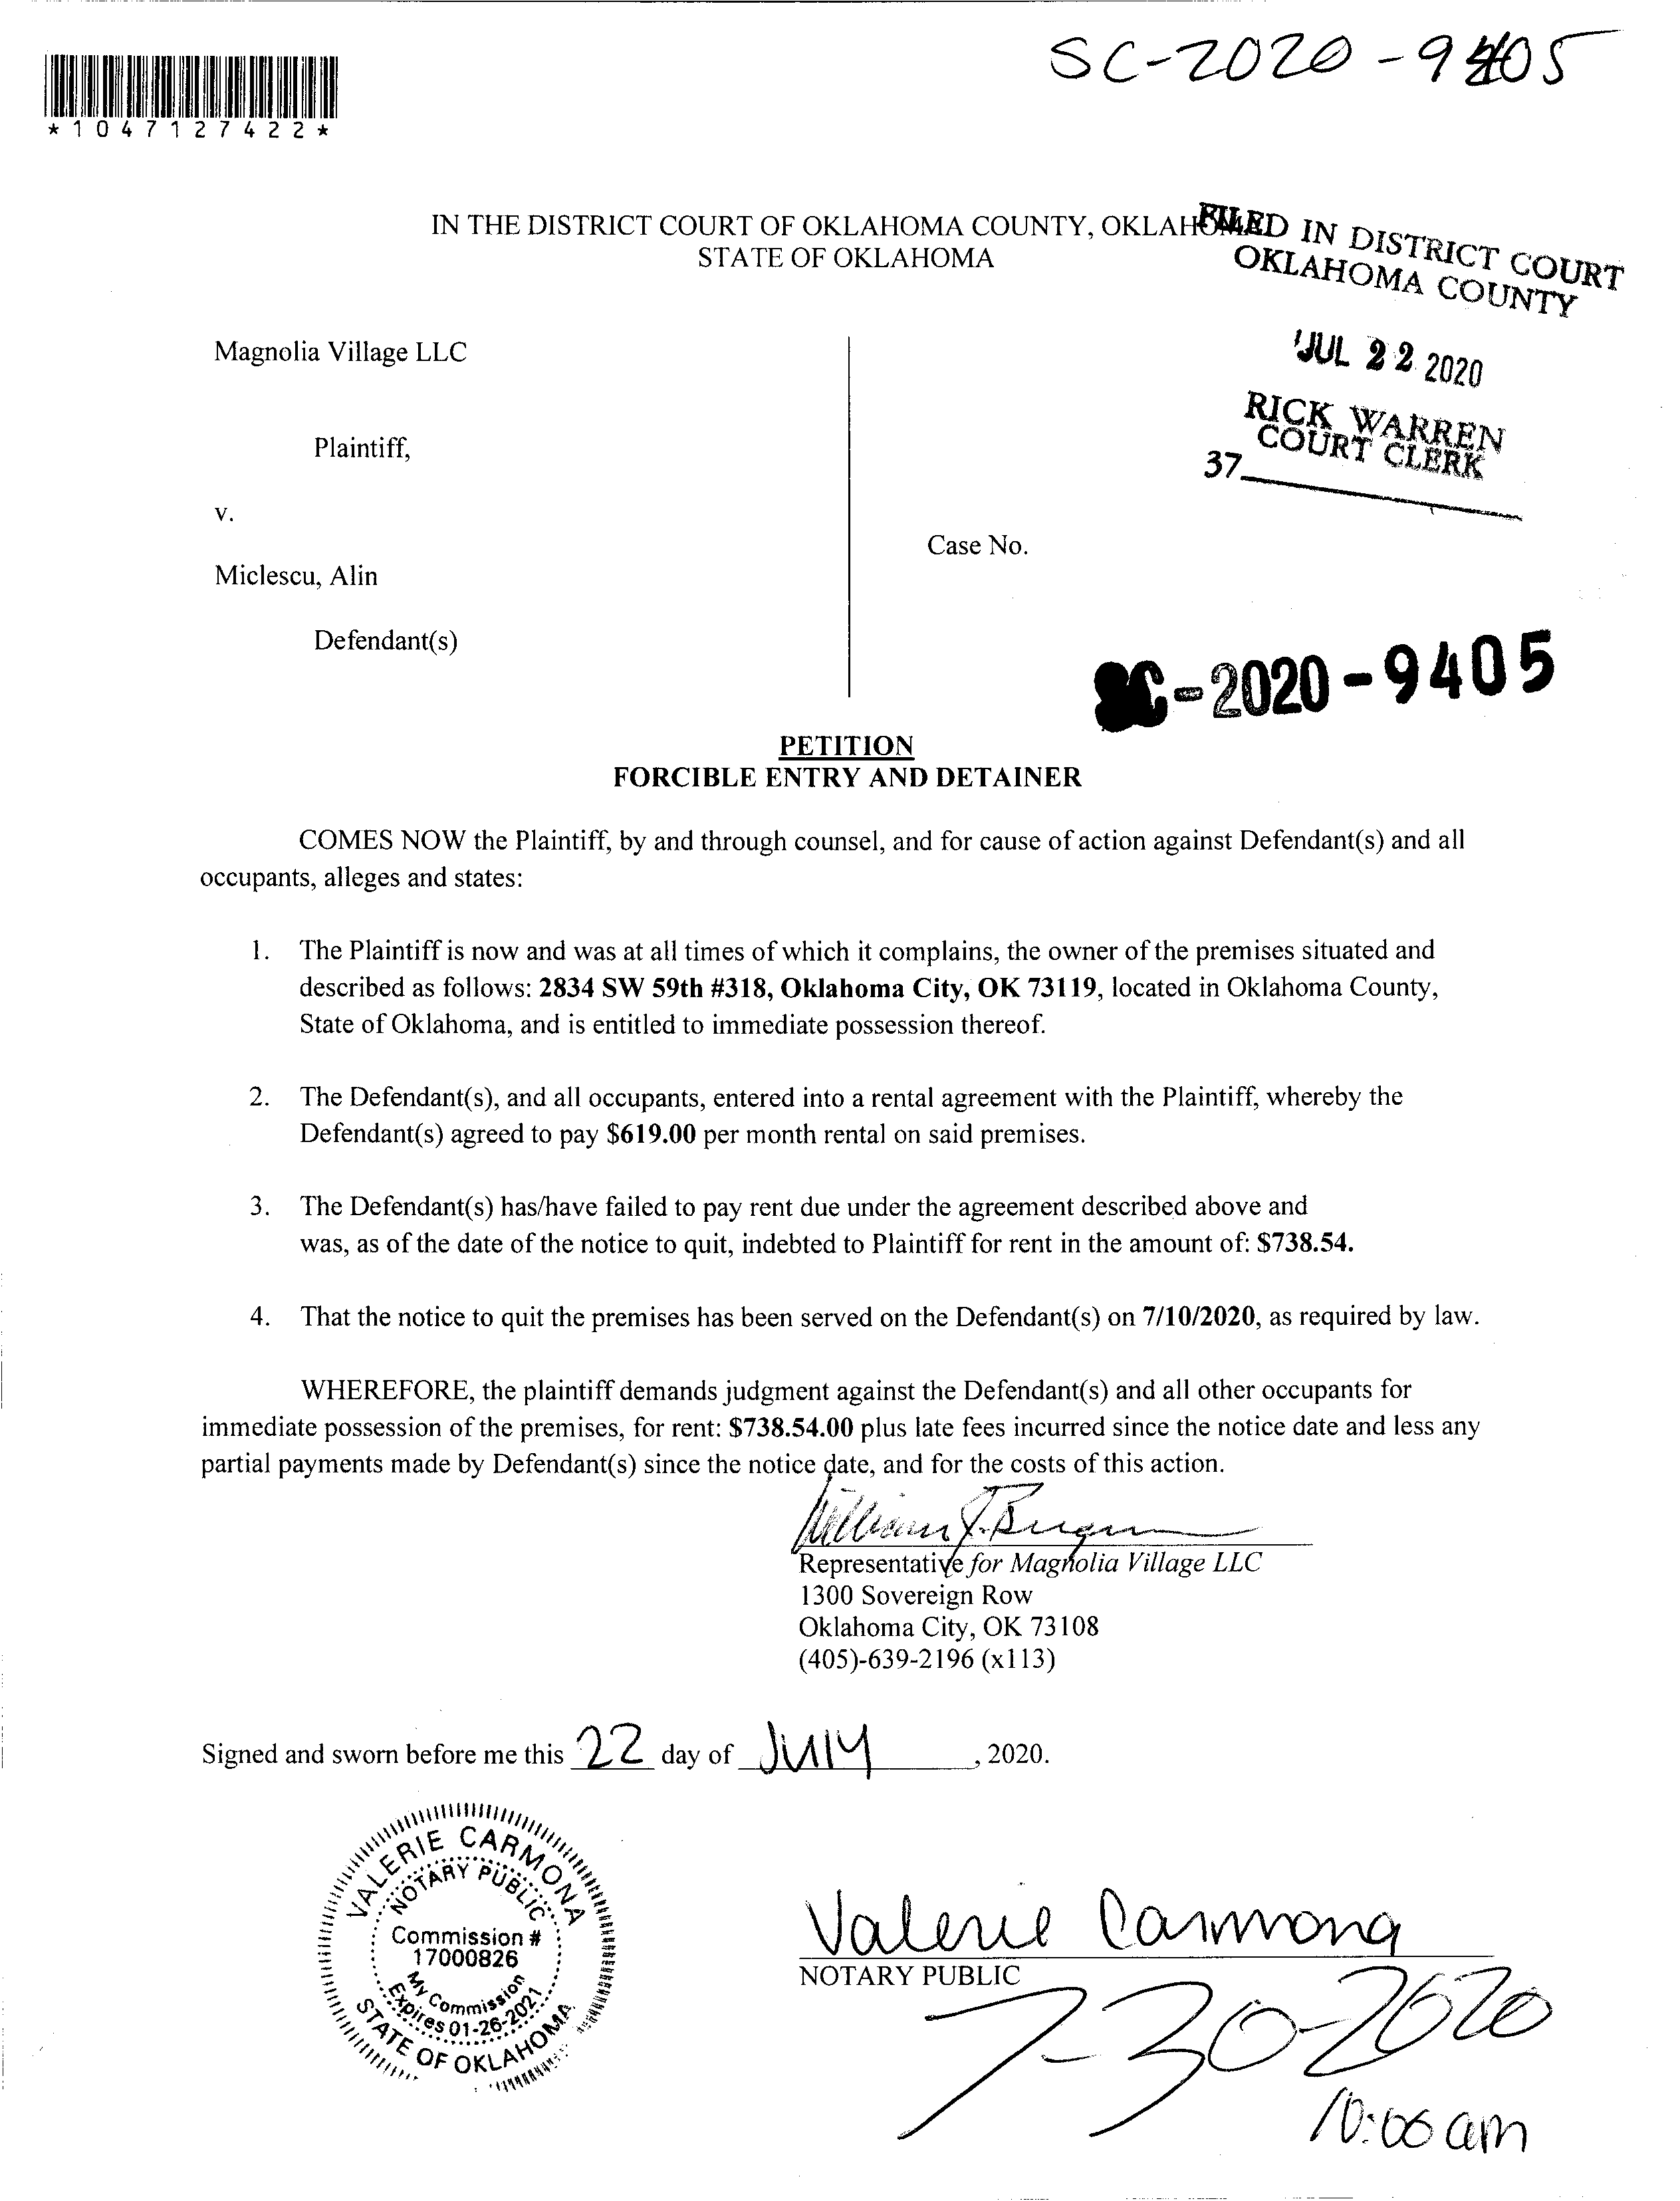 SC-2020-9405
*1047127422*
IN THE DISTRICT COURT OF OKLAHOMA COUNTY, OKLAHOMA
STATE OF OKLAHOMA
FILED IN DISTRICT COURT
OKLAHOMA COUNTY
JUL 22 2020
RICK WARREN
COURT CLERK
37
Magnolia Village LLC
Plaintiff,
v.
Case No.
Miclescu, Alin
Defendant(s)
SC-2020-9405
PETITION
FORCIBLE ENTRY AND DETAINER
COMES NOW the Plaintiff, by and through counsel, and for cause of action against Defendant(s) and all
occupants, alleges and states:
1. The Plaintiff is now and was at all times of which it complains, the owner of the premises situated and
described as follows: 2834 SW 59th #318, Oklahoma City, OK 73119, located in Oklahoma County,
State of Oklahoma, and is entitled to immediate possession thereof.
2. The Defendant(s), and all occupants, entered into a rental agreement with the Plaintiff, whereby the
Defendant(s) agreed to pay $619.00 per month rental on said premises.
3. The Defendant(s) has/have failed to pay rent due under the agreement described above and
was, as of the date of the notice to quit, indebted to Plaintiff for rent in the amount of: $738.54.
4. That the notice to quit the premises has been served on the Defendant(s) on 7/10/2020, as required by law.
WHEREFORE, the plaintiff demands judgment against the Defendant(s) and all other occupants for
immediate possession of the premises, for rent: $738.54.00 plus late fees incurred since the notice date and less any
partial payments made by Defendant(s) since the notice date, and for the costs of this action.
William J.
Representative for Magnolia Village LLC
1300 Sovereign Row
Oklahoma City, OK 73108
(405)-639-2196 (x113)
Signed and sworn before me this 22 day of July, 2020.
VALERIE CARMONA
NOTARY PUBLIC
Commission #
17000826
My Commission
Expires 01-26-2021
STATE OF OKLAHOMA
Valerie Carmona
NOTARY PUBLIC
7-30-2020
10:00 am